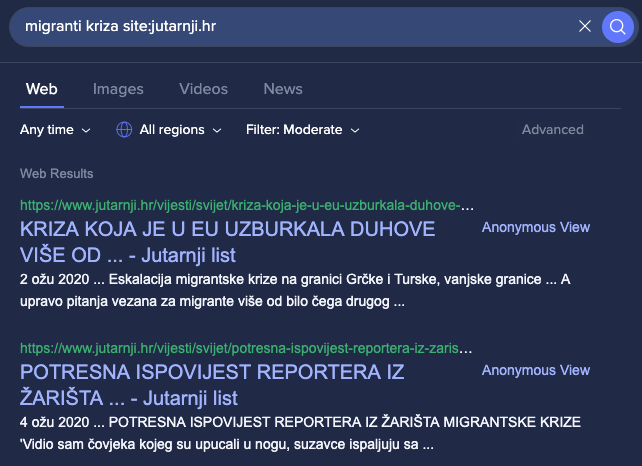 migranti kriza site:jutarnji.hr
Web Images Videos News
Any time All regions Filter: Moderate Advanced
Web Results
https://www.jutarnji.hr/vijesti/svijet/kriza-koja-je-u-eu-uzburkala-duhove-...
KRIZA KOJA JE U EU UZBURKALA DUHOVE Anonymous View
VIŠE OD ... - Jutarnji list
2 ožu 2020 ... Eskalacija migrantske krize na granici Grčke i Turske, vanjske granice ... A
upravo pitanja vezana za migrante više od bilo čega drugog ...
https://www.jutarnji.hr/vijesti/svijet/potresna-ispovijest-reportera-iz-zaris...
POTRESNA ISPOVIJEST REPORTERA IZ Anonymous View
ŽARIŠTA ... - Jutarnji list
4 ožu 2020 ... POTRESNA ISPOVIJEST REPORTERA IZ ŽARIŠTA MIGRANTSKE KRIZE
'Vidio sam čovjeka kojeg su upucali u nogu, suzavce ispaljuju sa ...